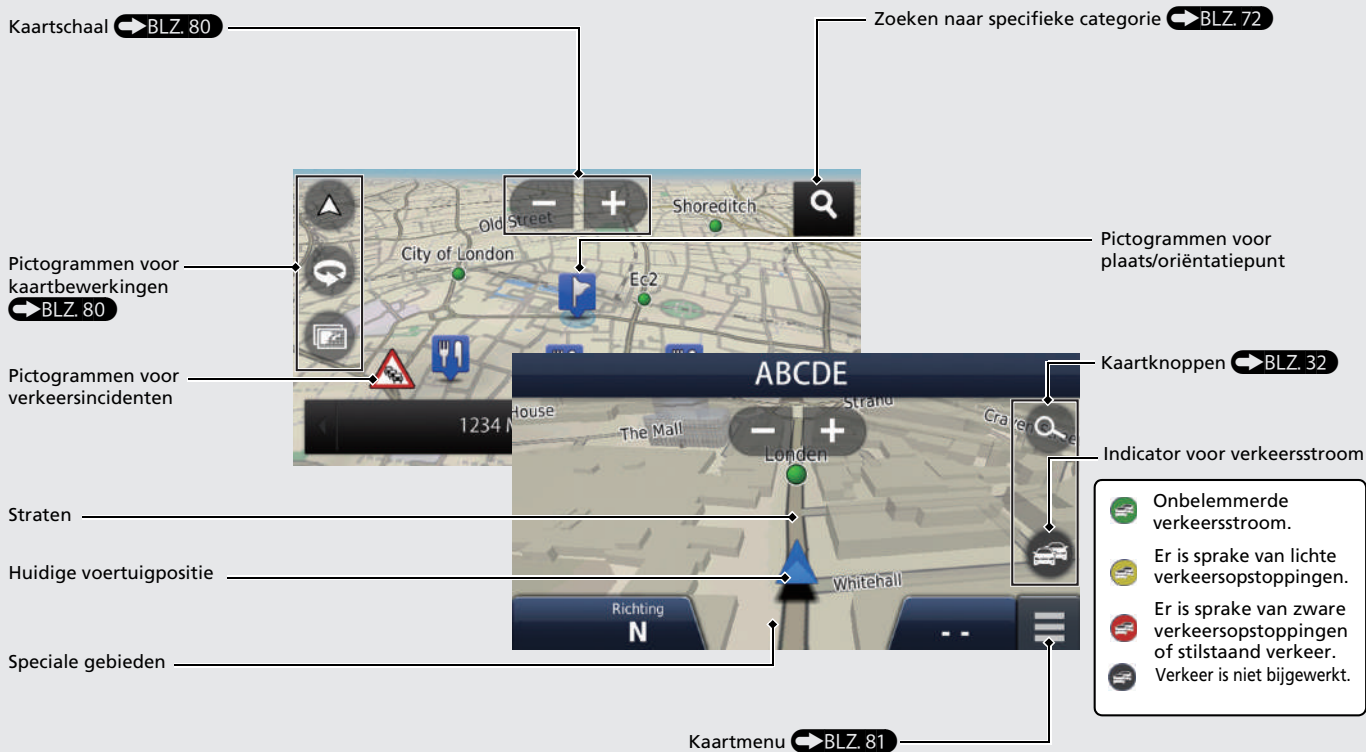 Kaartschaal BLZ. 80
Zoeken naar specifieke categorie BLZ. 72
Pictogrammen voor
kaartbewerkingen
BLZ. 80
Pictogrammen voor
verkeersincidenten
Straten
Huidige voertuigpositie
Speciale gebieden
Old Street
Shoreditch
City of London
Ec2
1234
ABCDE
House
The Mall
Strand
Londen
Whitehall
Richting
N
- -
Pictogrammen voor
plaats/oriëntatiepunt
Kaartknoppen BLZ. 32
Indicator voor verkeersstroom
Onbelemmerde
verkeersstroom.
Er is sprake van lichte
verkeersopstoppingen.
Er is sprake van zware
verkeersopstoppingen
of stilstaand verkeer.
Verkeer is niet bijgewerkt.
Kaartmenu BLZ. 81